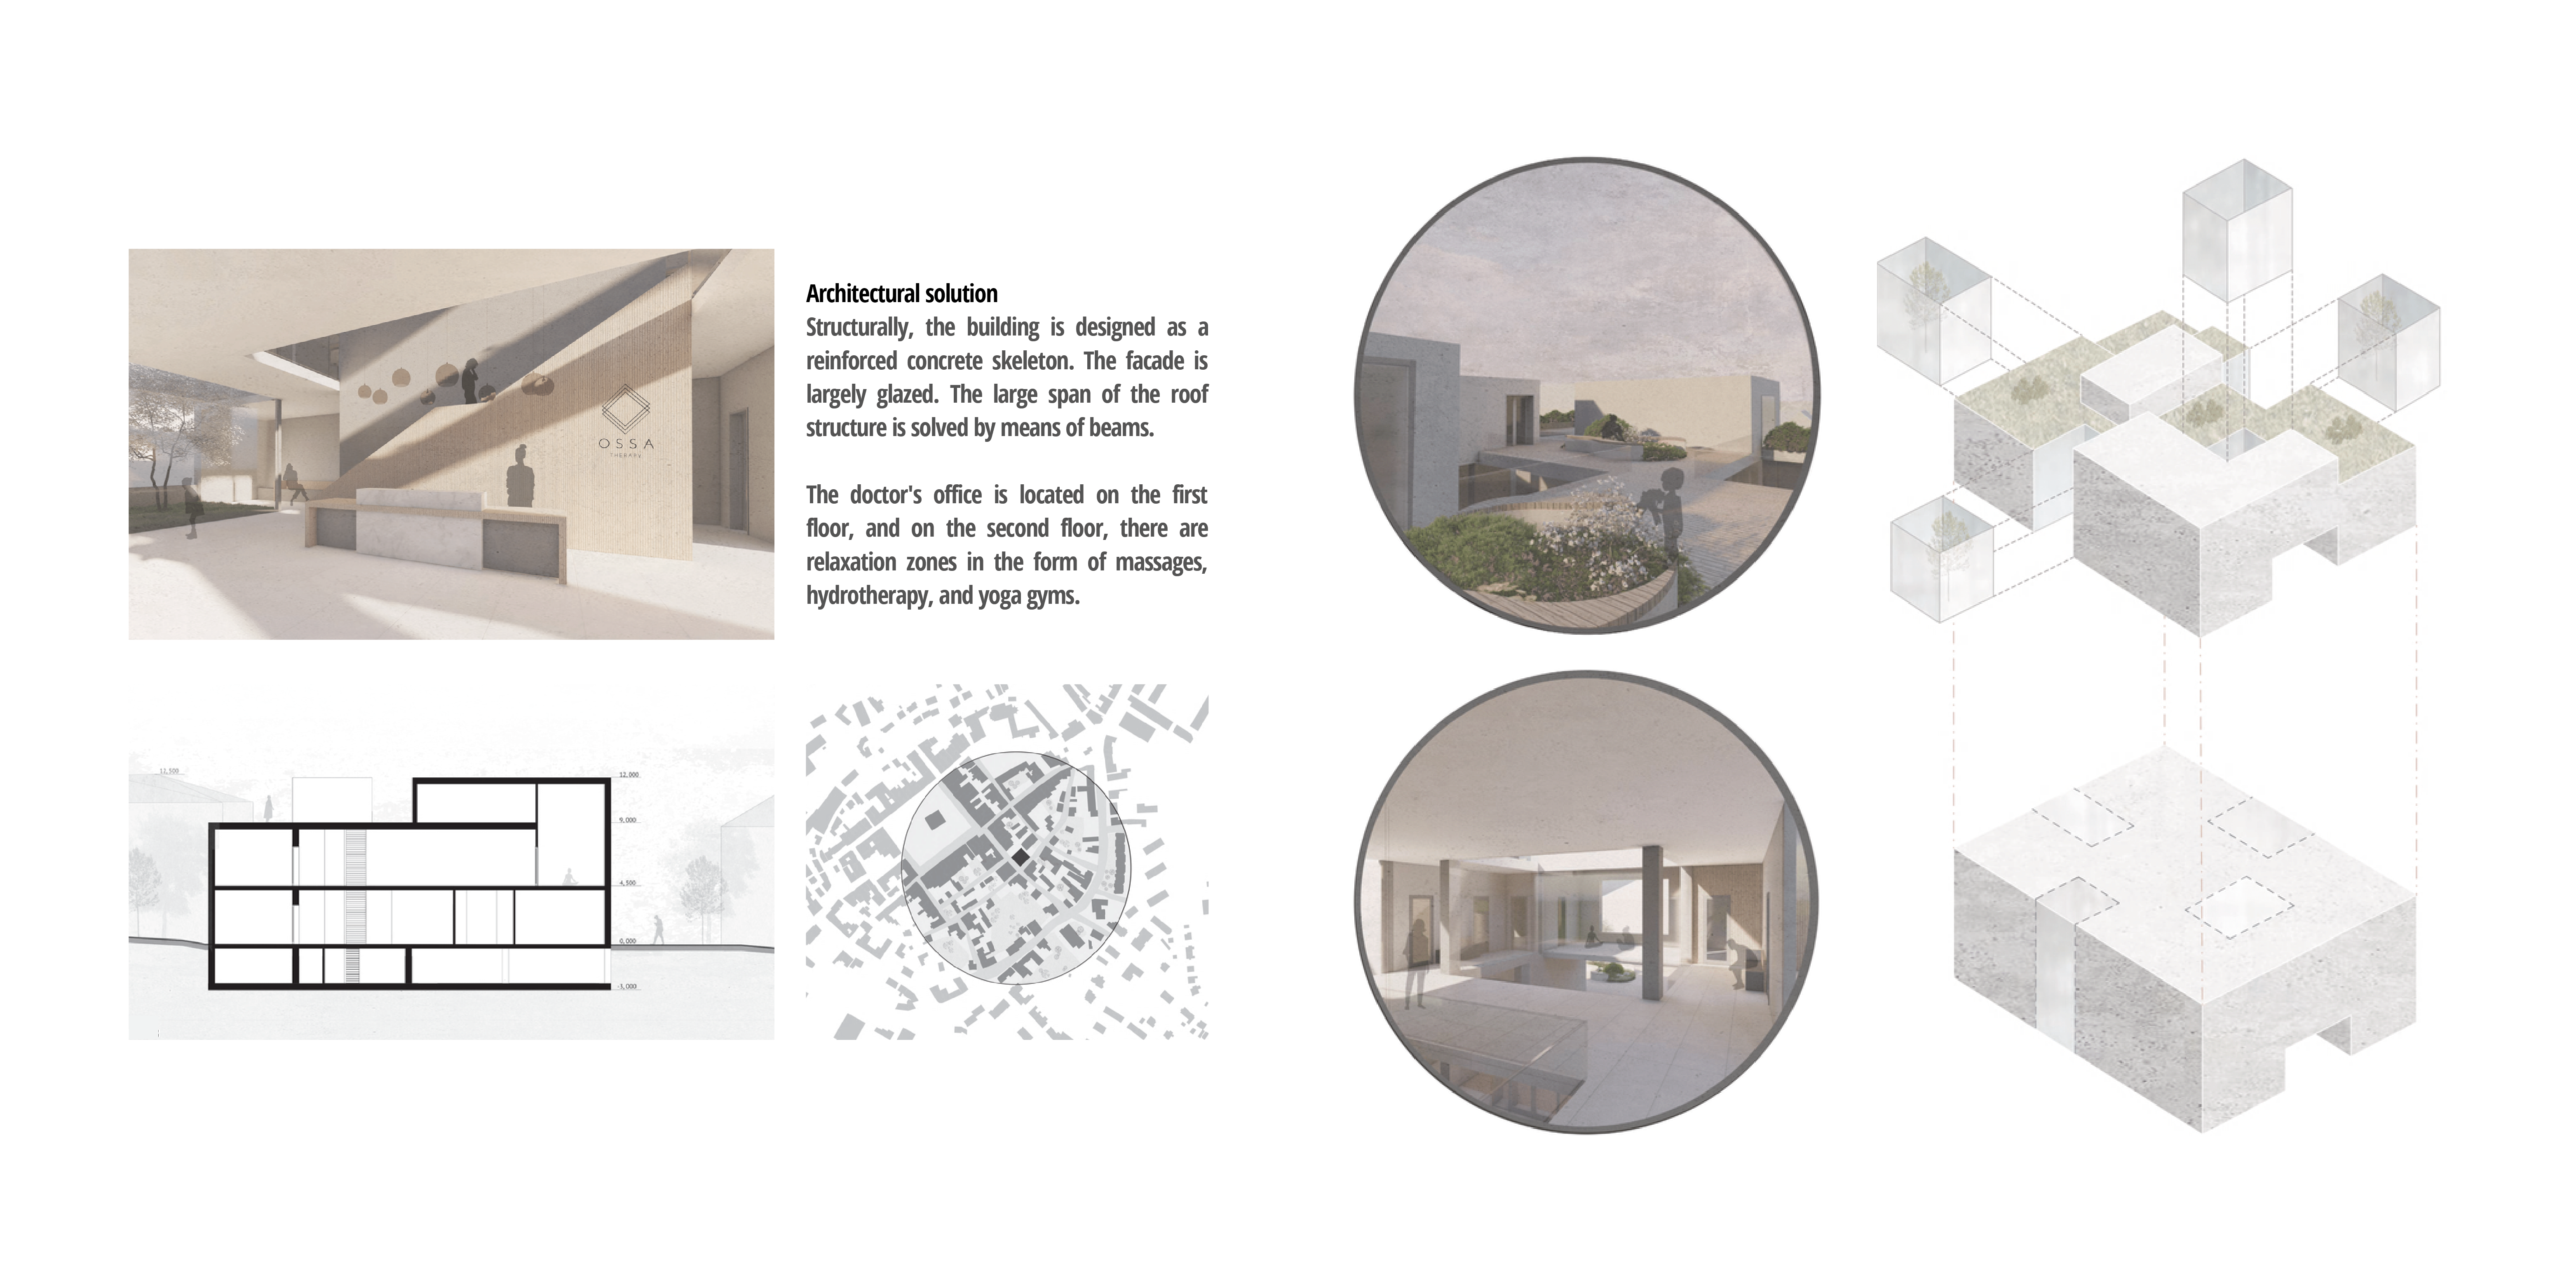 OSSA
THERAPY
Architectural solution
Structurally, the building is designed as a
reinforced concrete skeleton. The facade is
largely glazed. The large span of the roof
structure is solved by means of beams.
The doctor's office is located on the first
floor, and on the second floor, there are
relaxation zones in the form of massages,
hydrotherapy, and yoga gyms.
12,500
12,000
9,000
4,500
0,000
-3,000